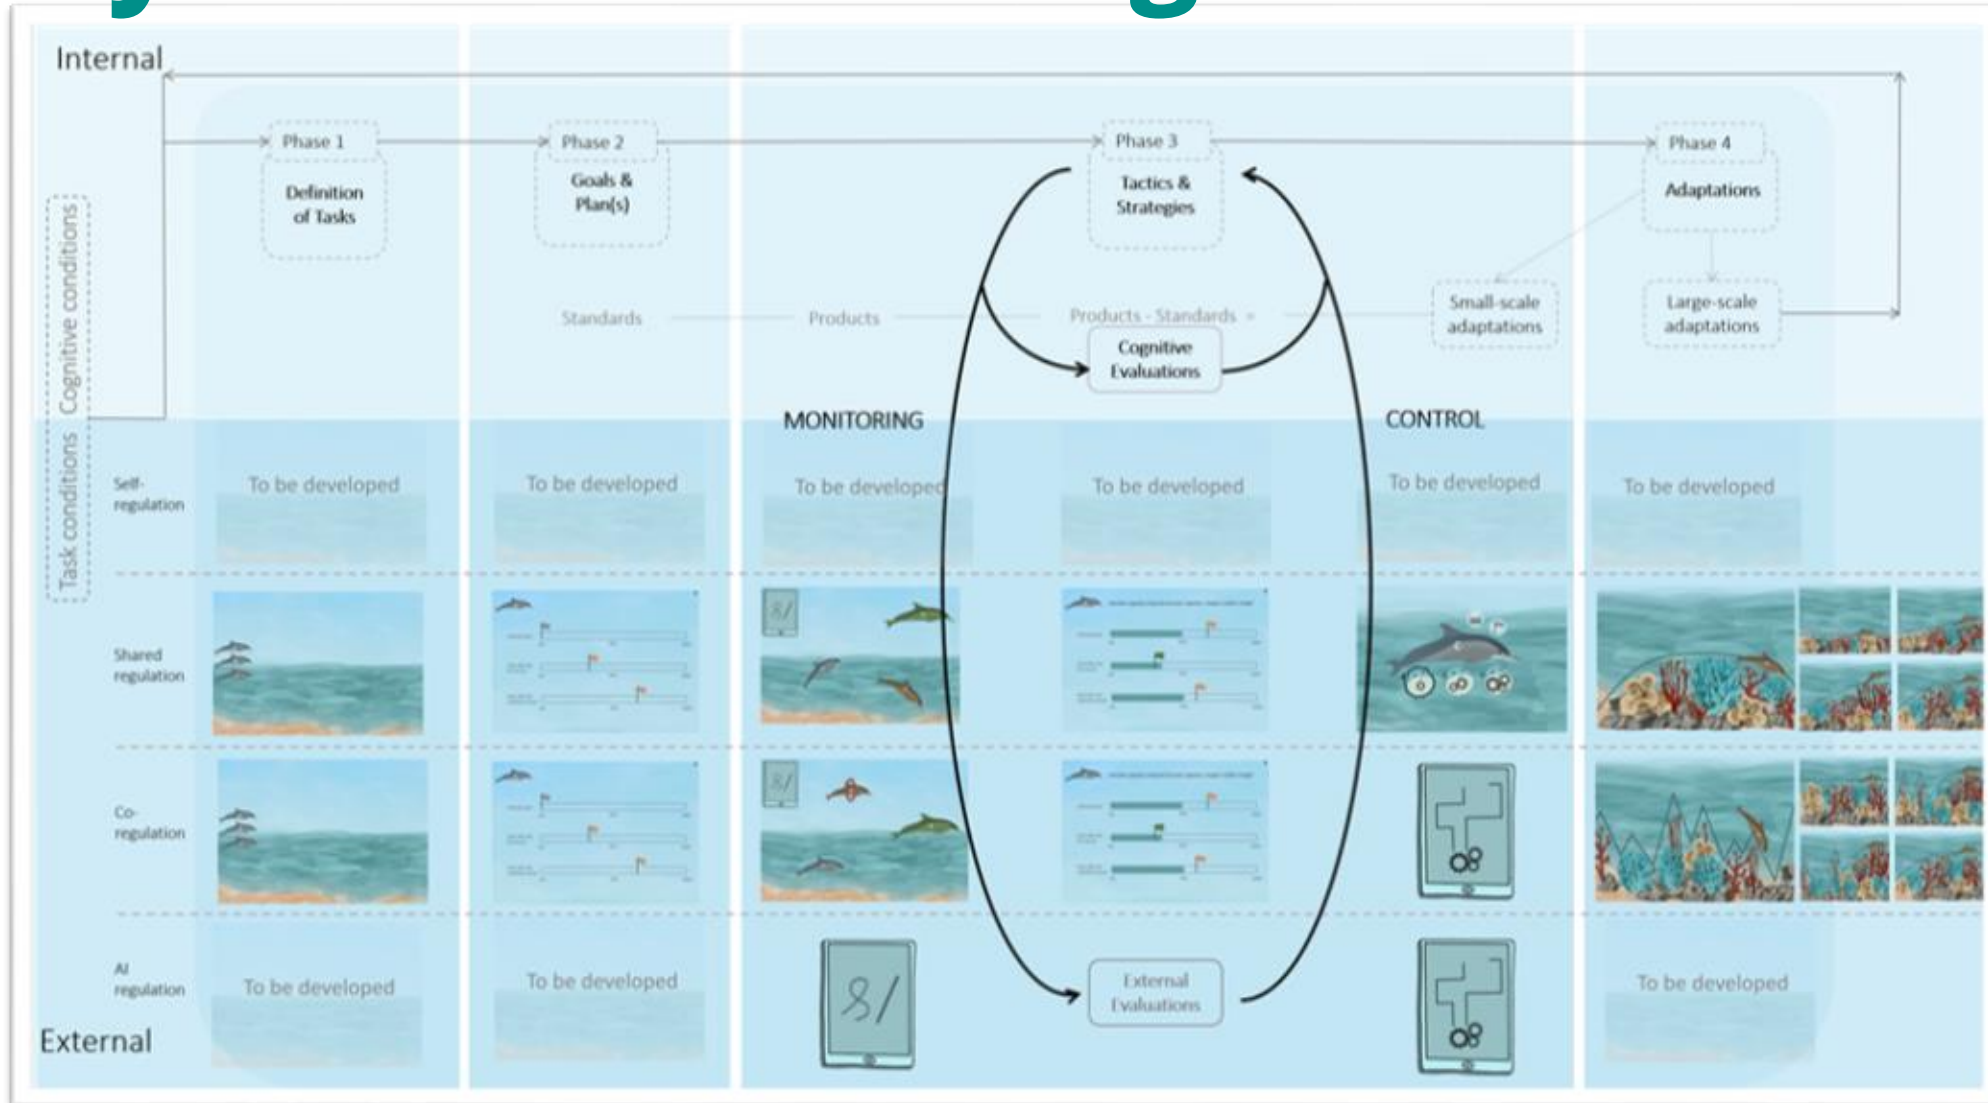 Internal
Phase 1
Phase 2
Phase 3
Phase 4
Definition
of Tasks
Goals &
Plan(s)
Tactics &
Strategies
Adaptations
Cognitive conditions
Task conditions
Standards
Products
Products - Standards =
Small-scale
adaptations
Large-scale
adaptations
Cognitive
Evaluations
MONITORING
CONTROL
Self-
regulation
To be developed
To be developed
To be developed
To be developed
To be developed
To be developed
Shared
regulation
Co-
regulation
AI
regulation
To be developed
To be developed
External
Evaluations
To be developed
External